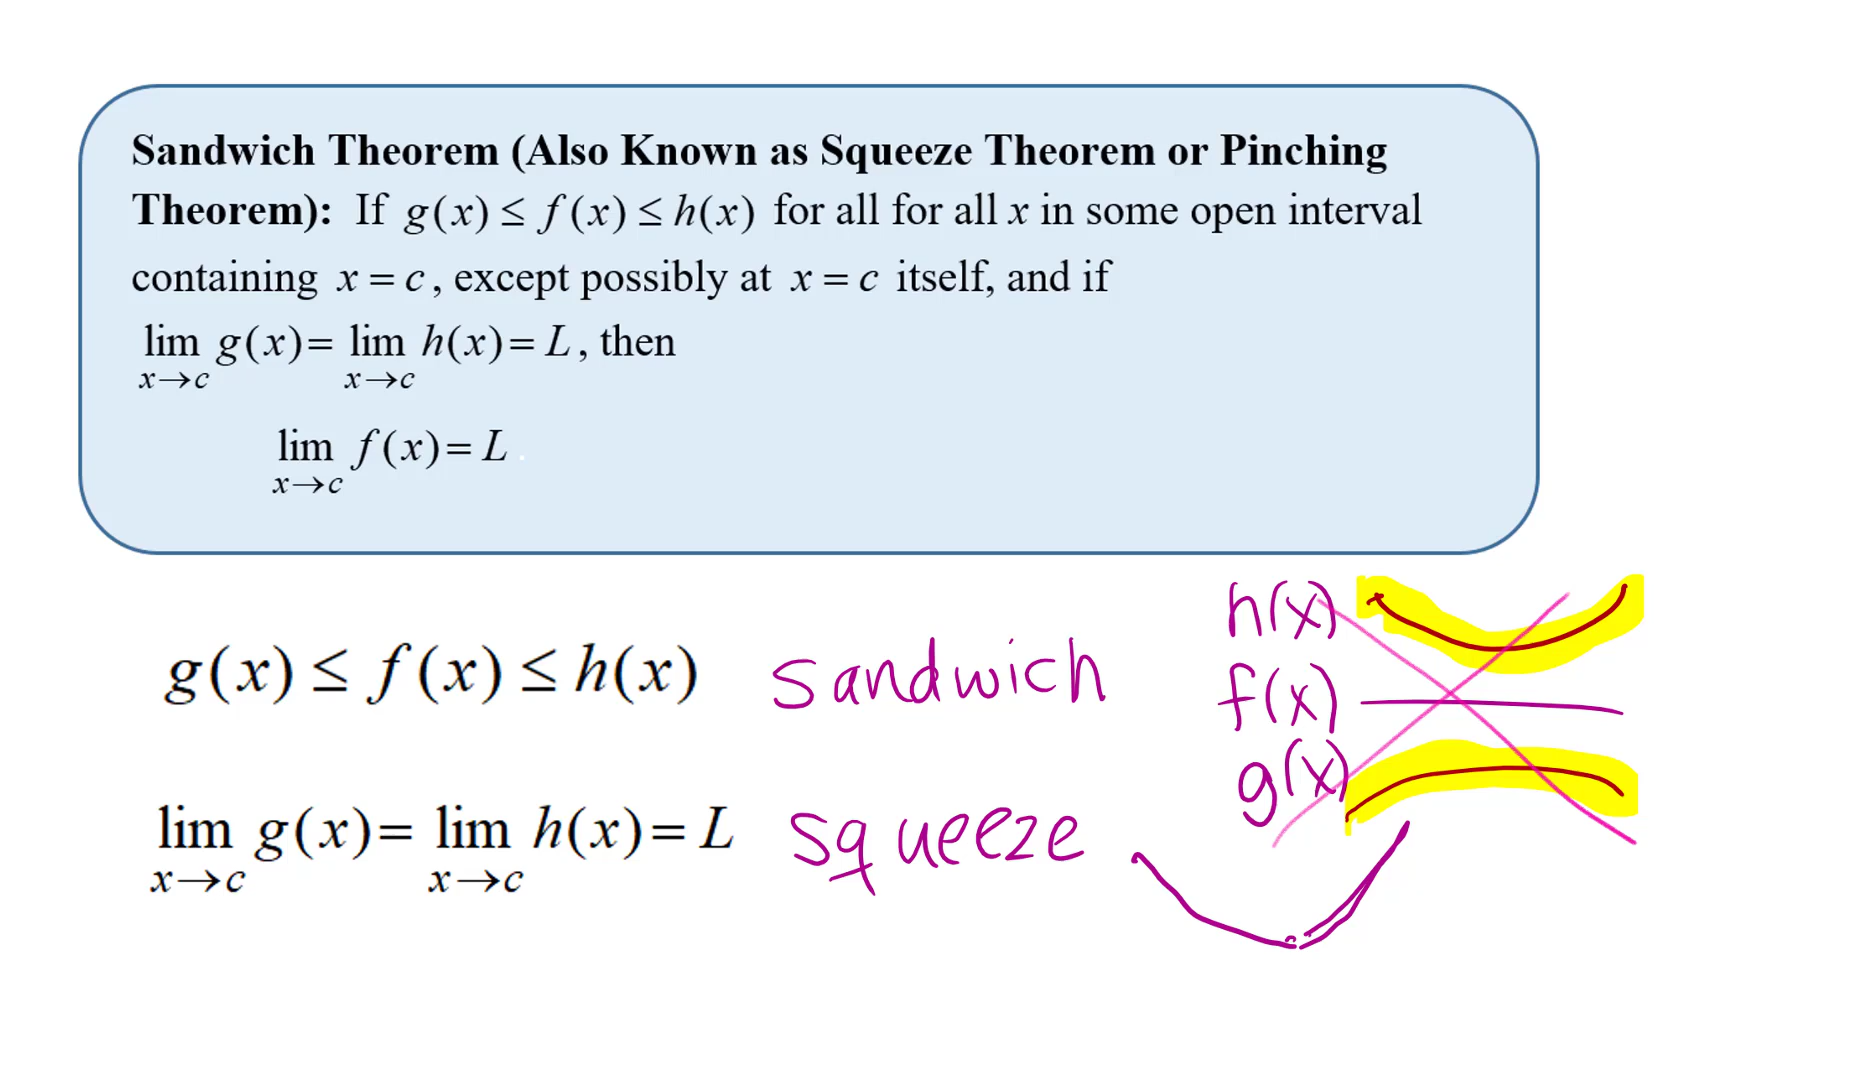 Sandwich Theorem (Also Known as Squeeze Theorem or Pinching
Theorem): If g(x) ≤ f(x) ≤ h(x) for all for all x in some open interval
containing x = c, except possibly at x = c itself, and if
lim g(x) = lim h(x) = L, then
x→c x→c
lim f(x) = L
x→c
h(x)
g(x) ≤ f(x) ≤ h(x) sandwich f(x)
g(x)
lim g(x) = lim h(x) = L squeeze
x→c x→c